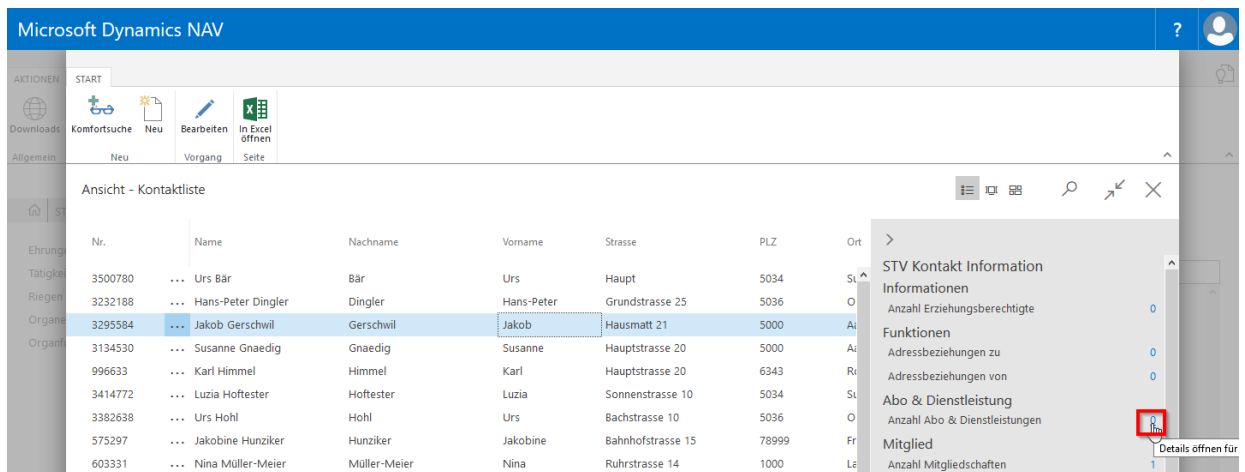 Microsoft Dynamics NAV ?
AKTIONEN START
Downloads Komfortsuche Neu Bearbeiten In Excel öffnen
Allgemein Neu Vorgang Seite
Ansicht - Kontaktliste
Nr. Name Nachname Vorname Strasse PLZ Ort
3500780 ... Urs Bär Bär Urs Haupt 5034
3232188 ... Hans-Peter Dingler Dingler Hans-Peter Grundstrasse 25 5036
3295584 ... Jakob Gerschwil Gerschwil Jakob Hausmatt 21 5000
3134530 ... Susanne Gnaedig Gnaedig Susanne Hauptstrasse 20 5000
996633 ... Karl Himmel Himmel Karl Hauptstrasse 20 6343
3414772 ... Luzia Hoftester Hoftester Luzia Sonnenstrasse 10 5034
3382638 ... Urs Hohl Hohl Urs Bachstrasse 10 5036
575297 ... Jakobine Hunziker Hunziker Jakobine Bahnhofstrasse 15 78999
603331 ... Nina Müller-Meier Müller-Meier Nina Ruhrstrasse 14 1000
STV Kontakt Information
Informationen
Anzahl Erziehungsberechtigte 0
Funktionen
Adressbeziehungen zu 0
Adressbeziehungen von 0
Abo & Dienstleistung
Anzahl Abo & Dienstleistungen
Details öffnen für
Mitglied
Anzahl Mitgliedschaften 1